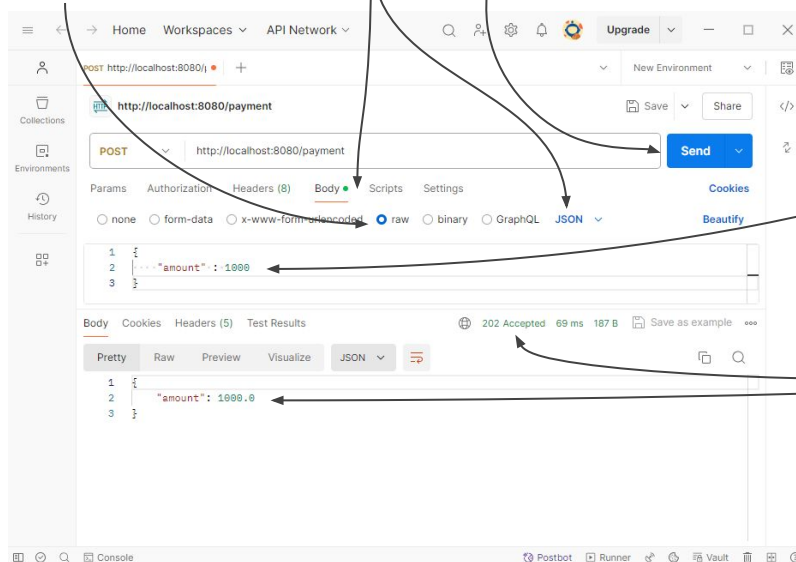 Home Workspaces API Network Upgrade
POST http://localhost:8080/ New Environment
HTTP http://localhost:8080/payment Save Share
Collections
POST http://localhost:8080/payment Send
Environments
Params Authorization Headers (8) Body Scripts Settings Cookies
History
none form-data x-www-form-urlencoded raw binary GraphQL JSON Beautify
1 {
2 "amount" : 1000
3 }
Body Cookies Headers (5) Test Results 202 Accepted 69 ms 187 B Save as example
Pretty Raw Preview Visualize JSON
1 {
2 "amount": 1000.0
3 }
Console Postbot Runner Vault